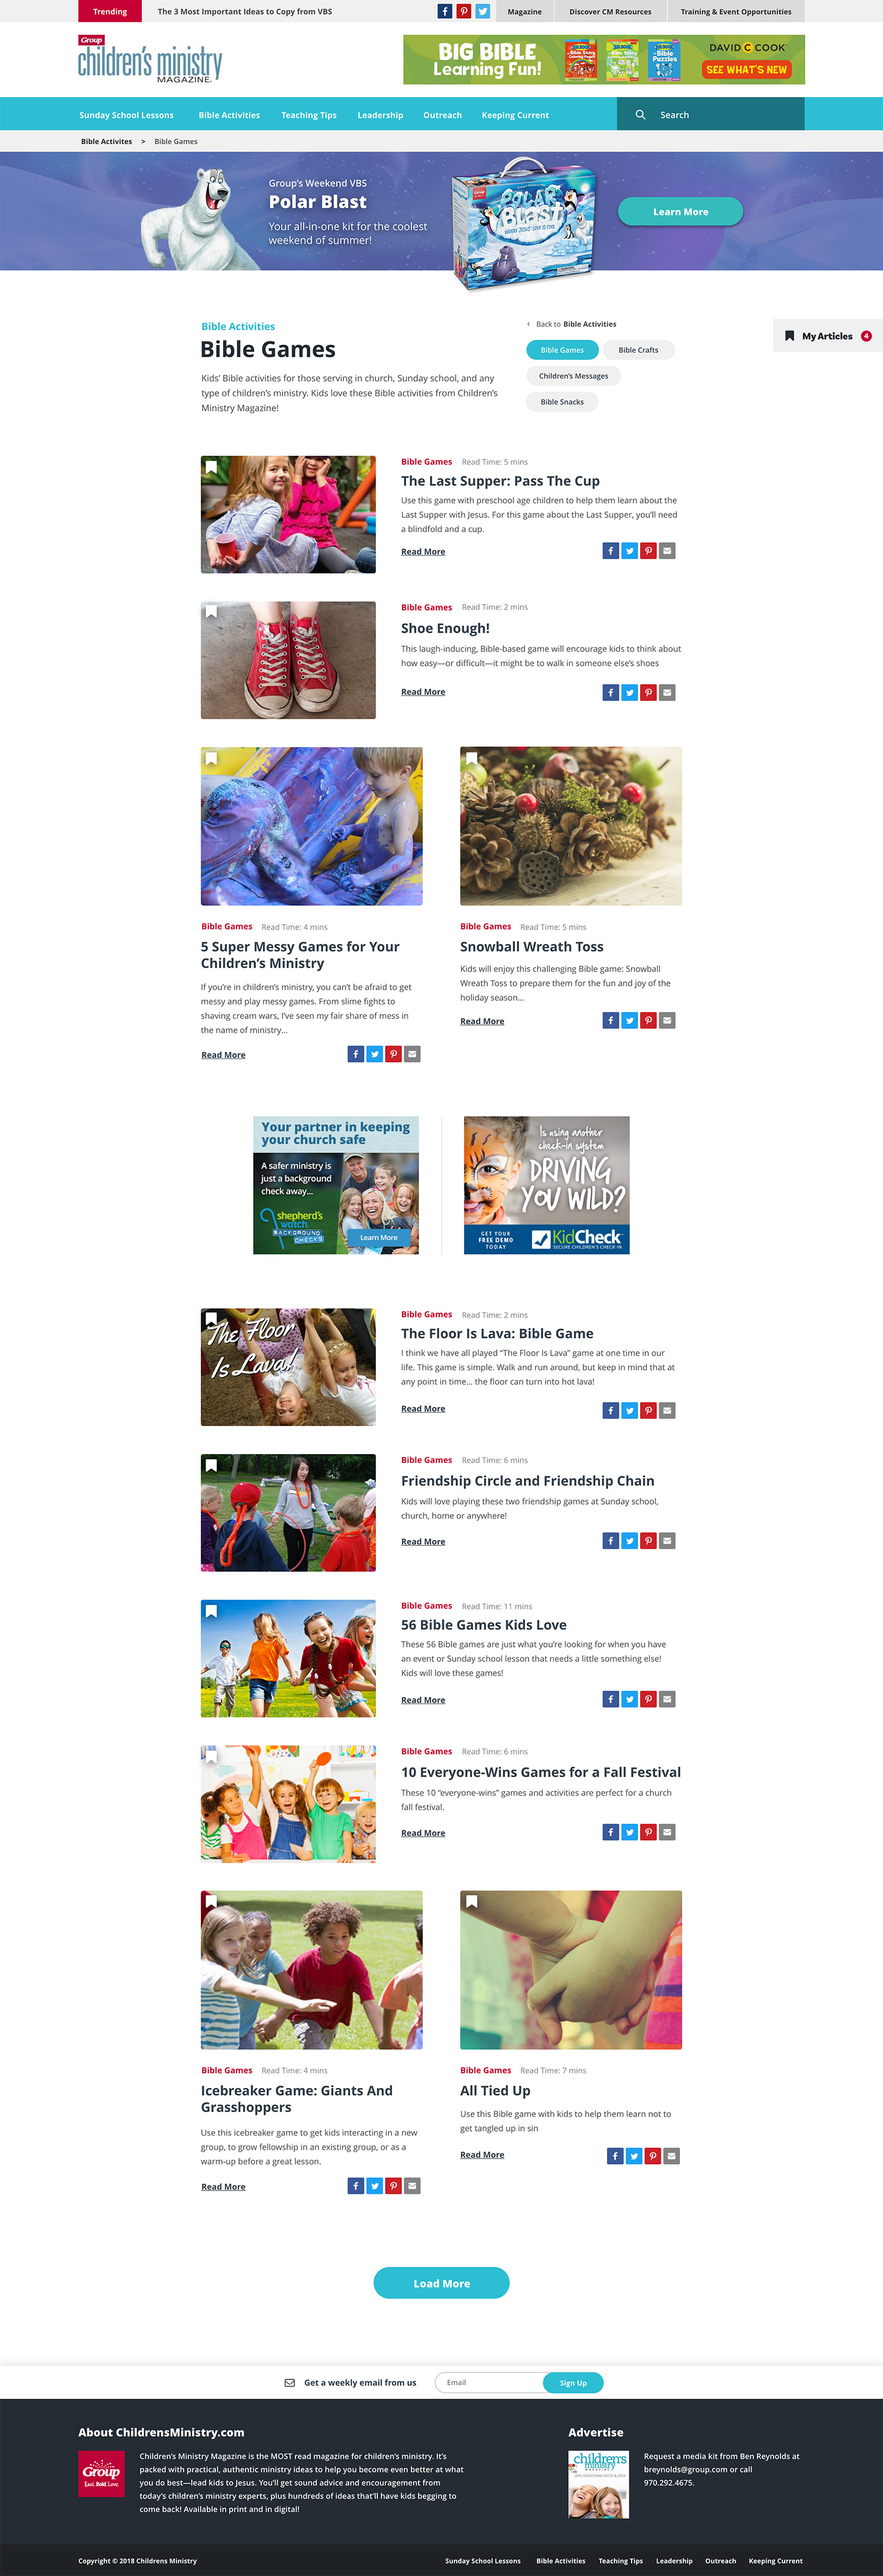 Trending
The 3 Most Important Ideas to Copy from VBS
Magazine
Discover CM Resources
Training & Event Opportunities
Group
children's ministry
MAGAZINE
BIG BIBLE
Learning Fun!
DAVID C COOK
SEE WHAT'S NEW
Sunday School Lessons
Bible Activities
Teaching Tips
Leadership
Outreach
Keeping Current
Search
Bible Activites > Bible Games
Group's Weekend VBS
Polar Blast
Your all-in-one kit for the coolest
weekend of summer!
POLAR
BLAST
WHERE JESUS' LOVE IS COOL
Learn More
Bible Activities
Bible Games
Kids' Bible activities for those serving in church, Sunday school, and any
type of children's ministry. Kids love these Bible activities from Children's
Ministry Magazine!
‹ Back to Bible Activities
Bible Games
Bible Crafts
Children's Messages
Bible Snacks
My Articles 4
Bible Games Read Time: 5 mins
The Last Supper: Pass The Cup
Use this game with preschool age children to help them learn about the
Last Supper with Jesus. For this game about the Last Supper, you'll need
a blindfold and a cup.
Read More
Bible Games Read Time: 2 mins
Shoe Enough!
This laugh-inducing, Bible-based game will encourage kids to think about
how easy—or difficult—it might be to walk in someone else's shoes
Read More
Bible Games Read Time: 4 mins
5 Super Messy Games for Your
Children's Ministry
If you're in children's ministry, you can't be afraid to get
messy and play messy games. From slime fights to
shaving cream wars, I've seen my fair share of mess in
the name of ministry...
Read More
Bible Games Read Time: 5 mins
Snowball Wreath Toss
Kids will enjoy this challenging Bible game: Snowball
Wreath Toss to prepare them for the fun and joy of the
holiday season...
Read More
Your partner in keeping
your church safe
A safer ministry is
just a background
check away...
shepherd's
watch
BACKGROUND
CHECKS
Learn More
Is using another
check-in system
DRIVING
YOU WILD?
GET YOUR
FREE DEMO
TODAY
KidCheck
SECURE CHILDREN'S CHECK-IN
The Floor
Is Lava!
Bible Games Read Time: 2 mins
The Floor Is Lava: Bible Game
I think we have all played "The Floor Is Lava" game at one time in our
life. This game is simple. Walk and run around, but keep in mind that at
any point in time... the floor can turn into hot lava!
Read More
Bible Games Read Time: 6 mins
Friendship Circle and Friendship Chain
Kids will love playing these two friendship games at Sunday school,
church, home or anywhere!
Read More
Bible Games Read Time: 11 mins
56 Bible Games Kids Love
These 56 Bible games are just what you're looking for when you have
an event or Sunday school lesson that needs a little something else!
Kids will love these games!
Read More
Bible Games Read Time: 6 mins
10 Everyone-Wins Games for a Fall Festival
These 10 "everyone-wins" games and activities are perfect for a church
fall festival.
Read More
Bible Games Read Time: 4 mins
Icebreaker Game: Giants And
Grasshoppers
Use this icebreaker game to get kids interacting in a new
group, to grow fellowship in an existing group, or as a
warm-up before a great lesson.
Read More
Bible Games Read Time: 7 mins
All Tied Up
Use this Bible game with kids to help them learn not to
get tangled up in sin
Read More
Load More
Get a weekly email from us
Email
Sign Up
About ChildrensMinistry.com
Group
Children's Ministry Magazine is the MOST read magazine for children's ministry. It's
packed with practical, authentic ministry ideas to help you become even better at what
you do best—lead kids to Jesus. You'll get sound advice and encouragement from
today's children's ministry experts, plus hundreds of ideas that'll have kids begging to
come back! Available in print and in digital!
Advertise
children's
ministry
Request a media kit from Ben Reynolds at
breynolds@group.com or call
970.292.4675.
Copyright © 2018 Childrens Ministry
Sunday School Lessons
Bible Activities
Teaching Tips
Leadership
Outreach
Keeping Current